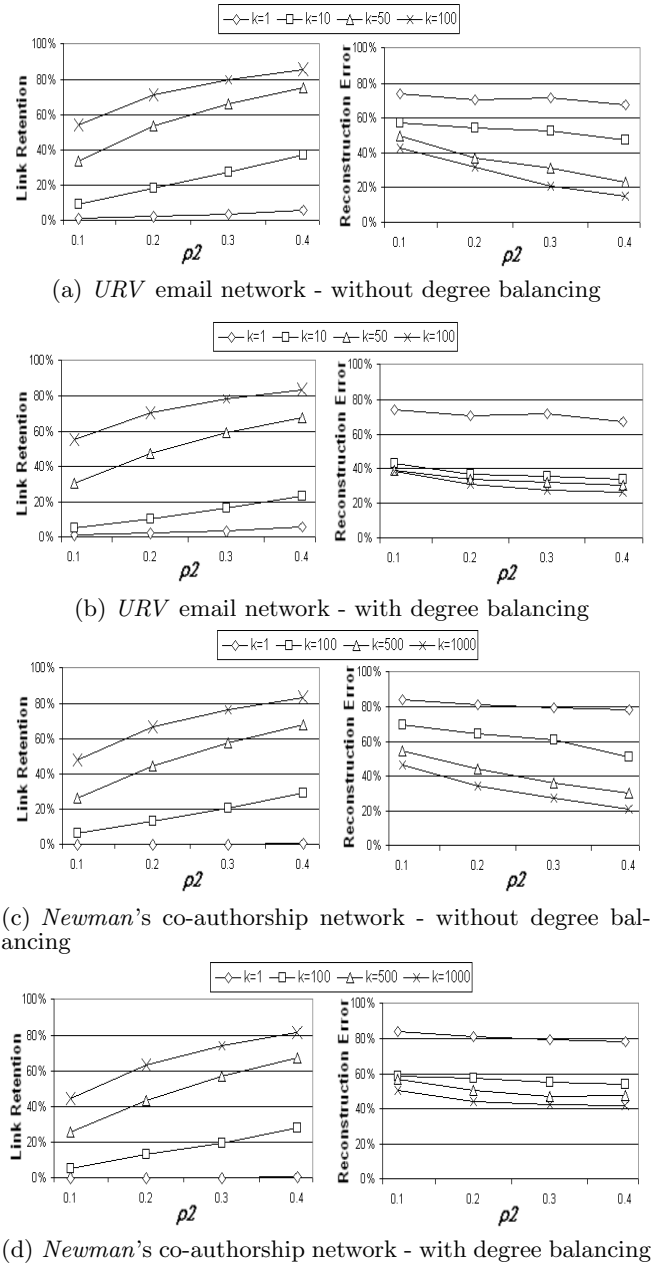 k=1 k=10 k=50 k=100
Link Retention
100%
80%
60%
40%
20%
0%
0.1 0.2 0.3 0.4
ρ2
Reconstruction Error
100%
80%
60%
40%
20%
0%
0.1 0.2 0.3 0.4
ρ2
(a) URV email network - without degree balancing
k=1 k=10 k=50 k=100
Link Retention
100%
80%
60%
40%
20%
0%
0.1 0.2 0.3 0.4
ρ2
Reconstruction Error
100%
80%
60%
40%
20%
0%
0.1 0.2 0.3 0.4
ρ2
(b) URV email network - with degree balancing
k=1 k=100 k=500 k=1000
Link Retention
100%
80%
60%
40%
20%
0%
0.1 0.2 0.3 0.4
ρ2
Reconstruction Error
100%
80%
60%
40%
20%
0%
0.1 0.2 0.3 0.4
ρ2
(c) Newman's co-authorship network - without degree bal-
ancing
k=1 k=100 k=500 k=1000
Link Retention
100%
80%
60%
40%
20%
0%
0.1 0.2 0.3 0.4
ρ2
Reconstruction Error
100%
80%
60%
40%
20%
0%
0.1 0.2 0.3 0.4
ρ2
(d) Newman's co-authorship network - with degree balancing